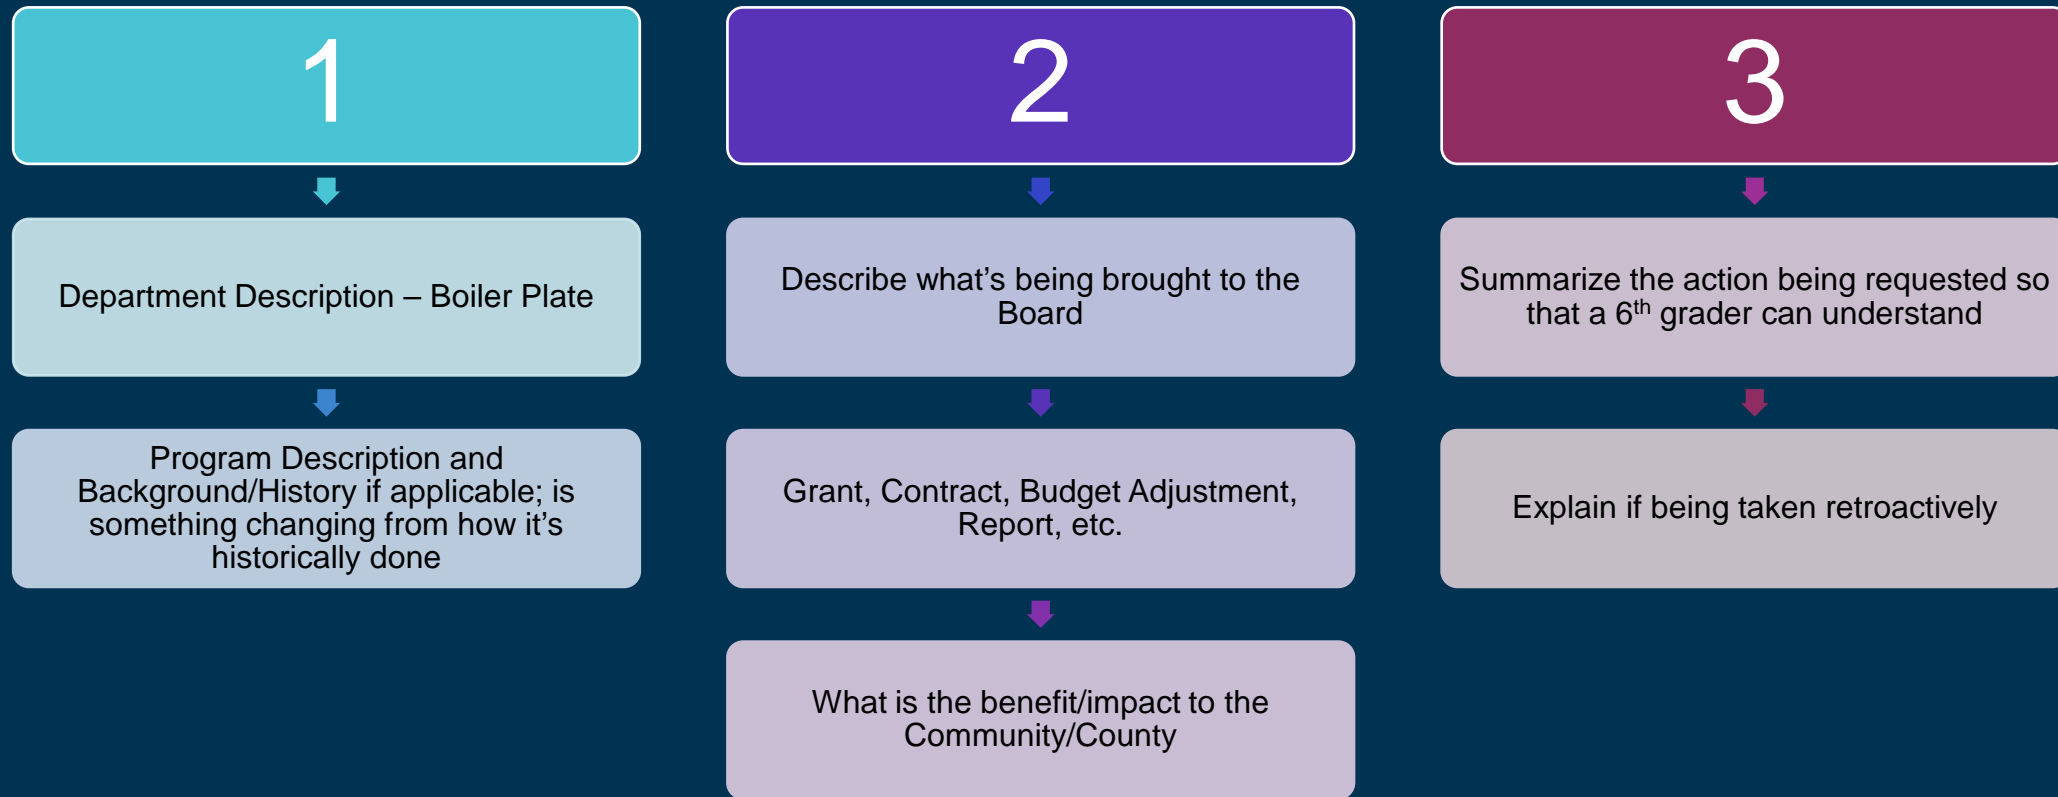 1
Department Description – Boiler Plate
Program Description and
Background/History if applicable; is
something changing from how it’s
historically done
2
Describe what’s being brought to the
Board
Grant, Contract, Budget Adjustment,
Report, etc.
What is the benefit/impact to the
Community/County
3
Summarize the action being requested so
that a 6th grader can understand
Explain if being taken retroactively